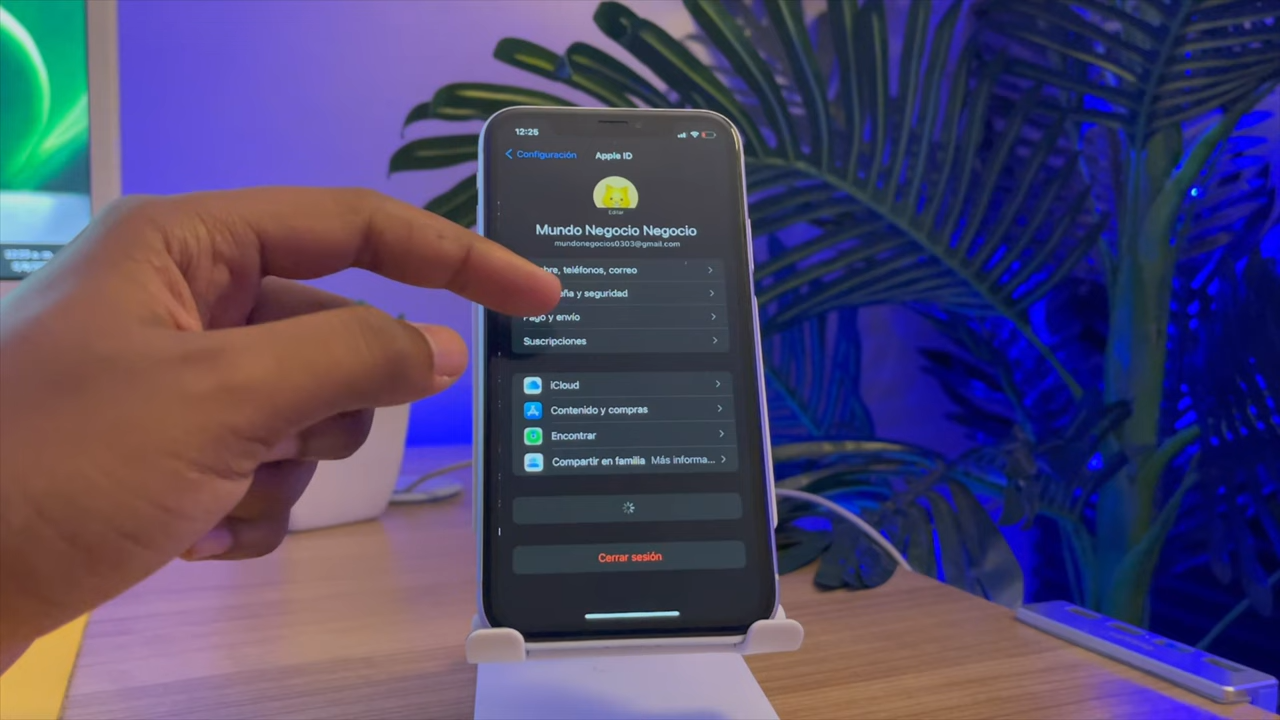 12:25
Configuración
Apple ID
Editar
Mundo Negocio Negocio
mundonegocios0303@gmail.com
bre, teléfonos, correo
eña y seguridad
Pago y envío
Suscripciones
iCloud
Contenido y compras
Encontrar
Compartir en familia Más informa...
Cerrar sesión